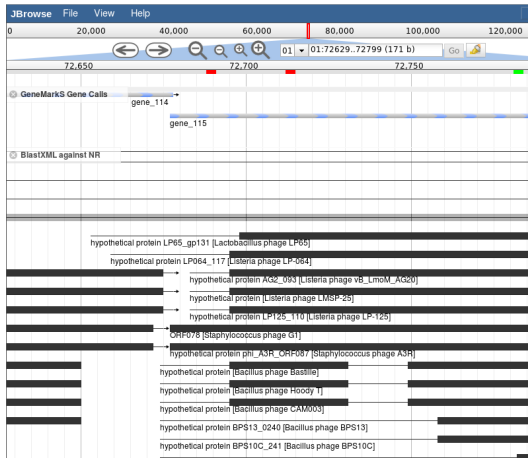 JBrowse File View Help
0 20,000 40,000 60,000 80,000 100,000 120,000
01 01:72629..72799 (171 b) Go
72,650 72,700 72,750
GeneMarkS Gene Calls
gene_114
gene_115
BlastXML against NR
hypothetical protein LP65_gp131 [Lactobacillus phage LP65]
hypothetical protein LP064_117 [Listeria phage LP-064]
hypothetical protein AG2_093 [Listeria phage vB_LmoM_AG20]
hypothetical protein [Listeria phage LMSP-25]
hypothetical protein LP125_110 [Listeria phage LP-125]
ORF078 [Staphylococcus phage G1]
hypothetical protein phi_A3R_ORF087 [Staphylococcus phage A3R]
hypothetical protein [Bacillus phage Bastille]
hypothetical protein [Bacillus phage Hoody T]
hypothetical protein [Bacillus phage CAM003]
hypothetical protein BPS13_0240 [Bacillus phage BPS13]
hypothetical protein BPS10C_241 [Bacillus phage BPS10C]